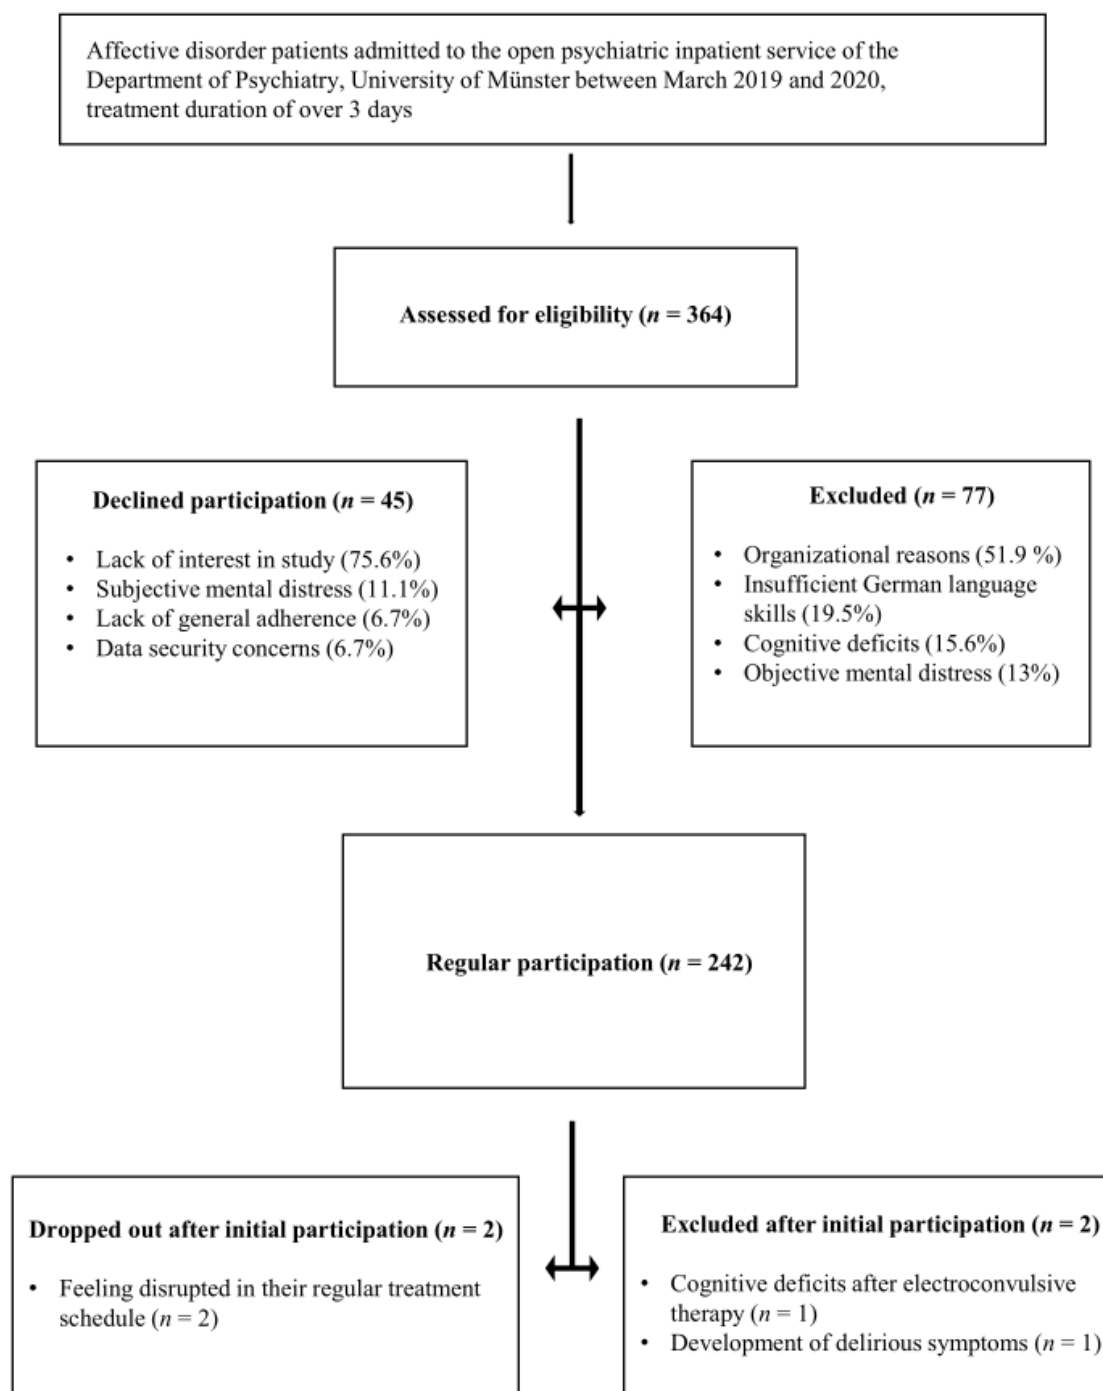 Affective disorder patients admitted to the open psychiatric inpatient service of the
Department of Psychiatry, University of Münster between March 2019 and 2020,
treatment duration of over 3 days
Assessed for eligibility (n = 364)
Declined participation (n = 45)
• Lack of interest in study (75.6%)
• Subjective mental distress (11.1%)
• Lack of general adherence (6.7%)
• Data security concerns (6.7%)
Excluded (n = 77)
• Organizational reasons (51.9 %)
• Insufficient German language
skills (19.5%)
• Cognitive deficits (15.6%)
• Objective mental distress (13%)
Regular participation (n = 242)
Dropped out after initial participation (n = 2)
• Feeling disrupted in their regular treatment
schedule (n = 2)
Excluded after initial participation (n = 2)
• Cognitive deficits after electroconvulsive
therapy (n = 1)
• Development of delirious symptoms (n = 1)